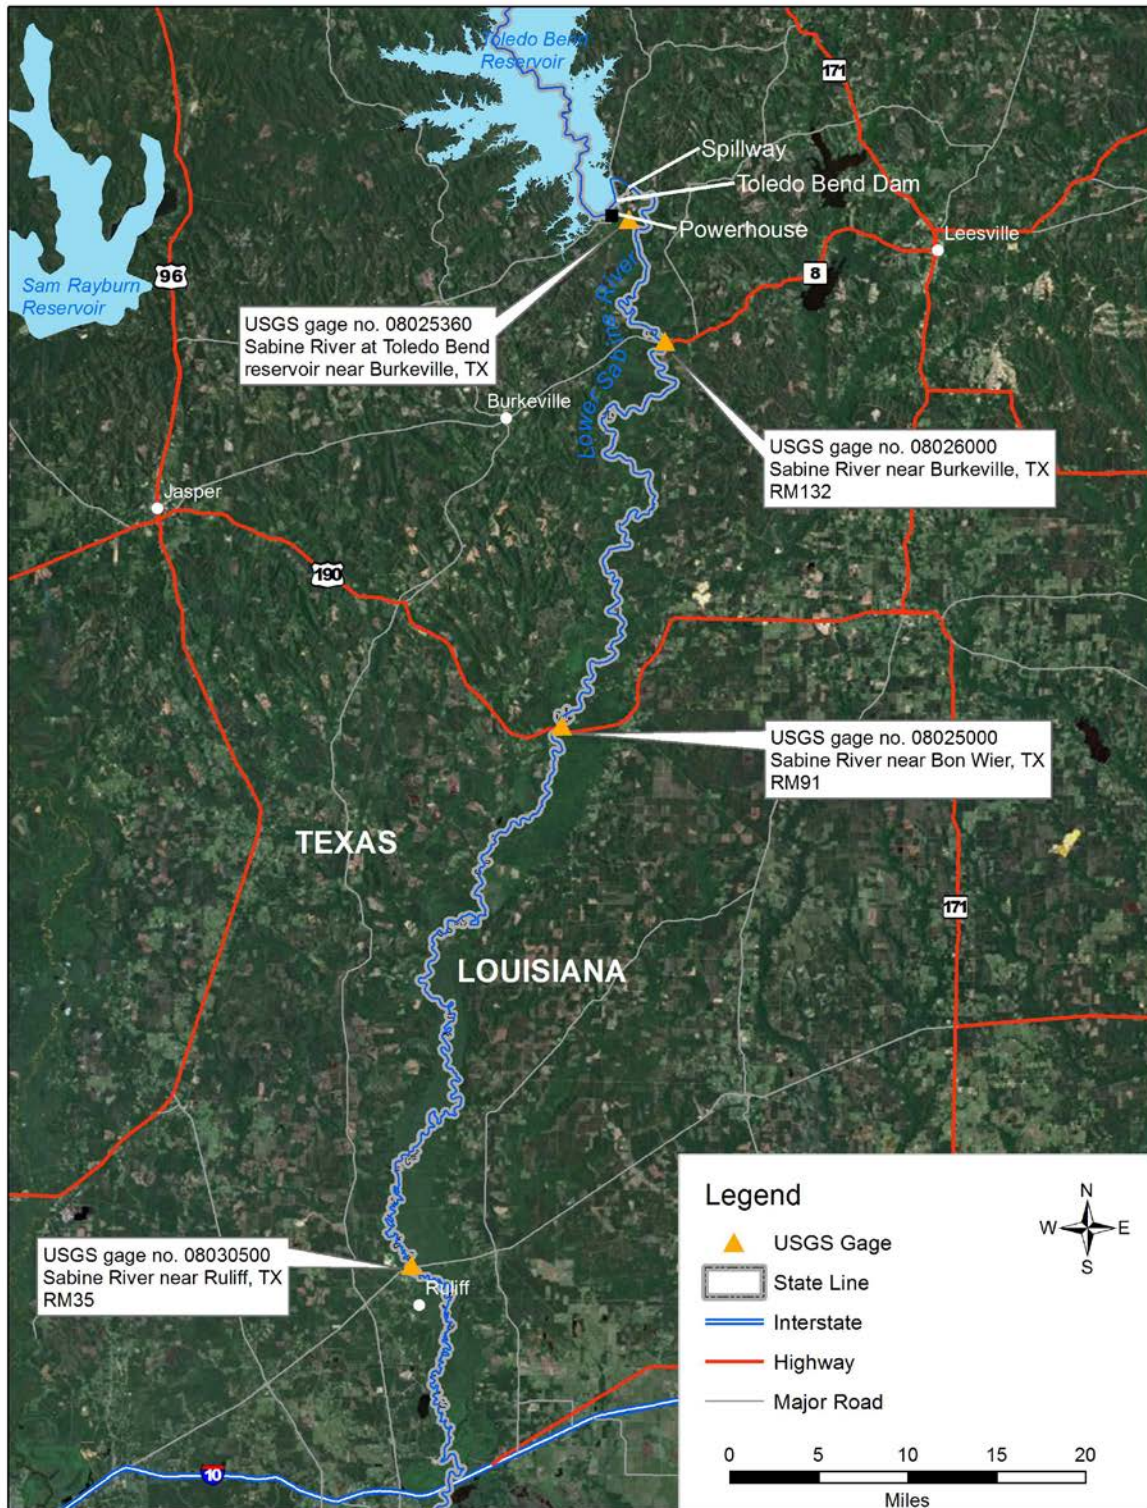 Toledo Bend
Reservoir
171
Spillway
Toledo Bend Dam
Powerhouse
Leesville
96
Sam Rayburn
Reservoir
8
USGS gage no. 08025360
Sabine River at Toledo Bend
reservoir near Burkeville, TX
Lower Sabine River
Burkeville
USGS gage no. 08026000
Sabine River near Burkeville, TX
RM132
Jasper
190
USGS gage no. 08025000
Sabine River near Bon Wier, TX
RM91
TEXAS
171
LOUISIANA
USGS gage no. 08030500
Sabine River near Ruliff, TX
RM35
Ruliff
10
Legend
USGS Gage
State Line
Interstate
Highway
Major Road
N
W E
S
0 5 10 15 20
Miles